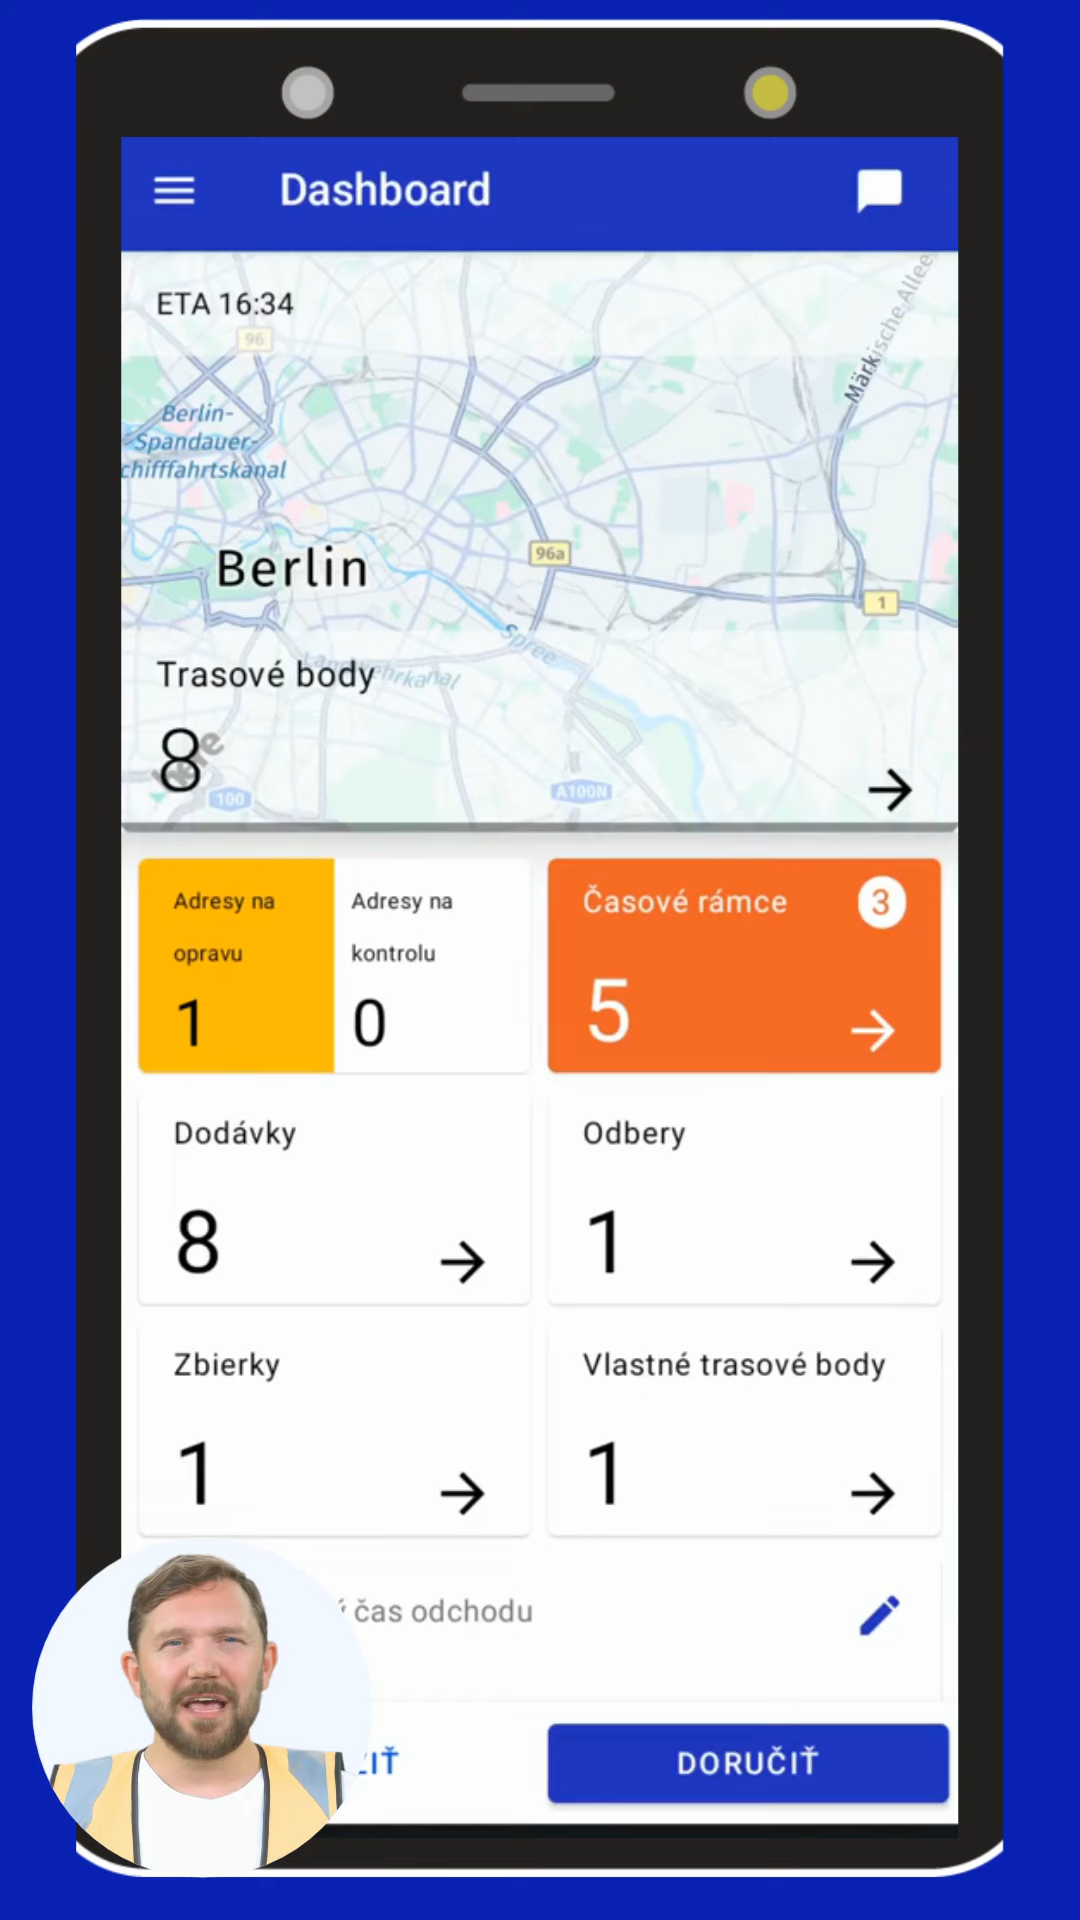 Dashboard
ETA 16:34
96
Märkische Allee
Berlin-
Spandauer-
chifffahrtskanal
96a
Berlin
1
Spree
Trasové body
8
100
A100N
Adresy na
opravu
1
Adresy na
kontrolu
0
Časové rámce
3
5
Dodávky
8
Odbery
1
Zbierky
1
Vlastné trasové body
1
čas odchodu
DORUČIŤ